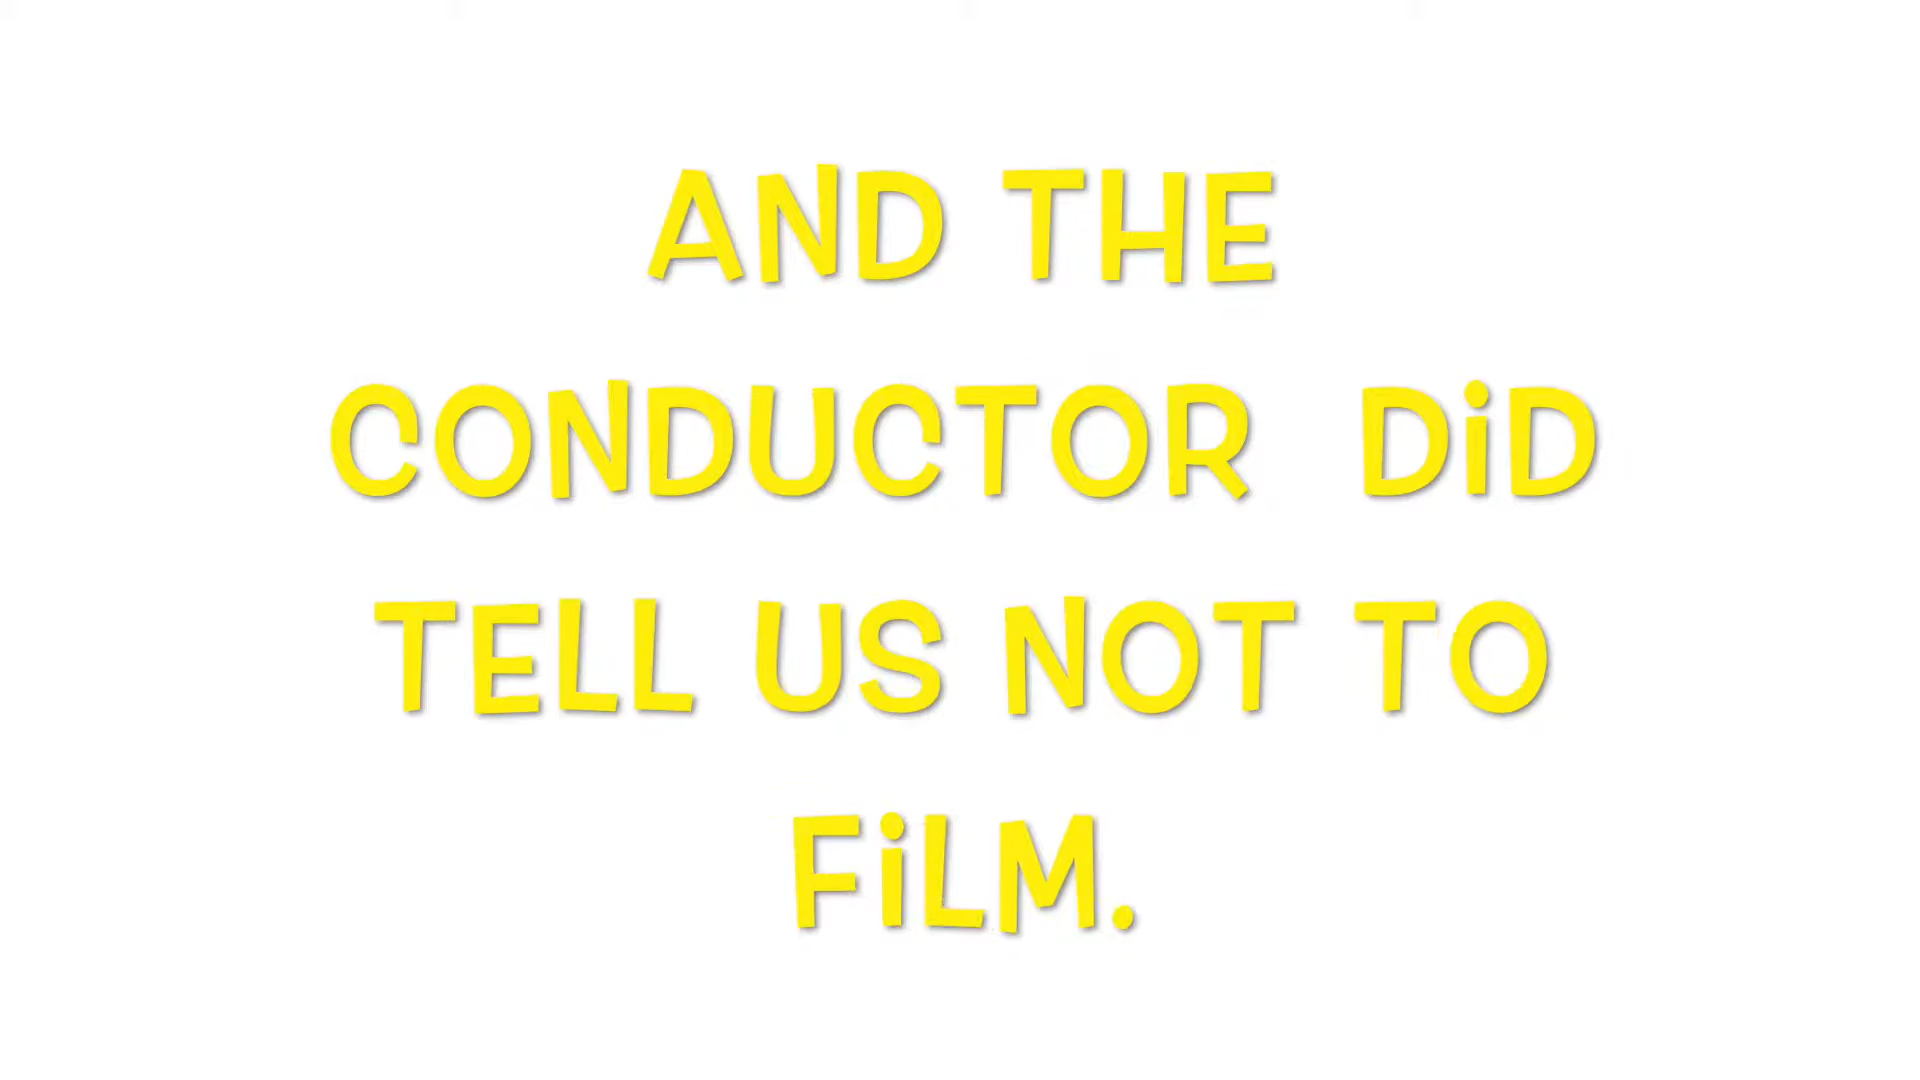 AND THE
CONDUCTOR DiD
TELL US NOT TO
FiLM.